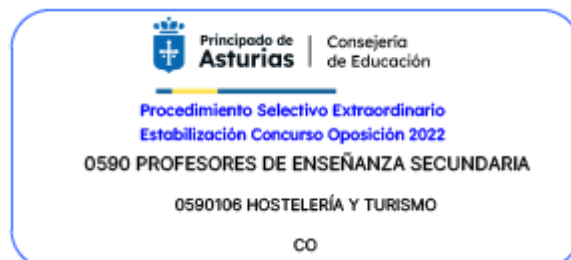 Principado de
Asturias
Consejería
de Educación
Procedimiento Selectivo Extraordinario
Estabilización Concurso Oposición 2022
0590 PROFESORES DE ENSEÑANZA SECUNDARIA
0590106 HOSTELERÍA Y TURISMO
CO